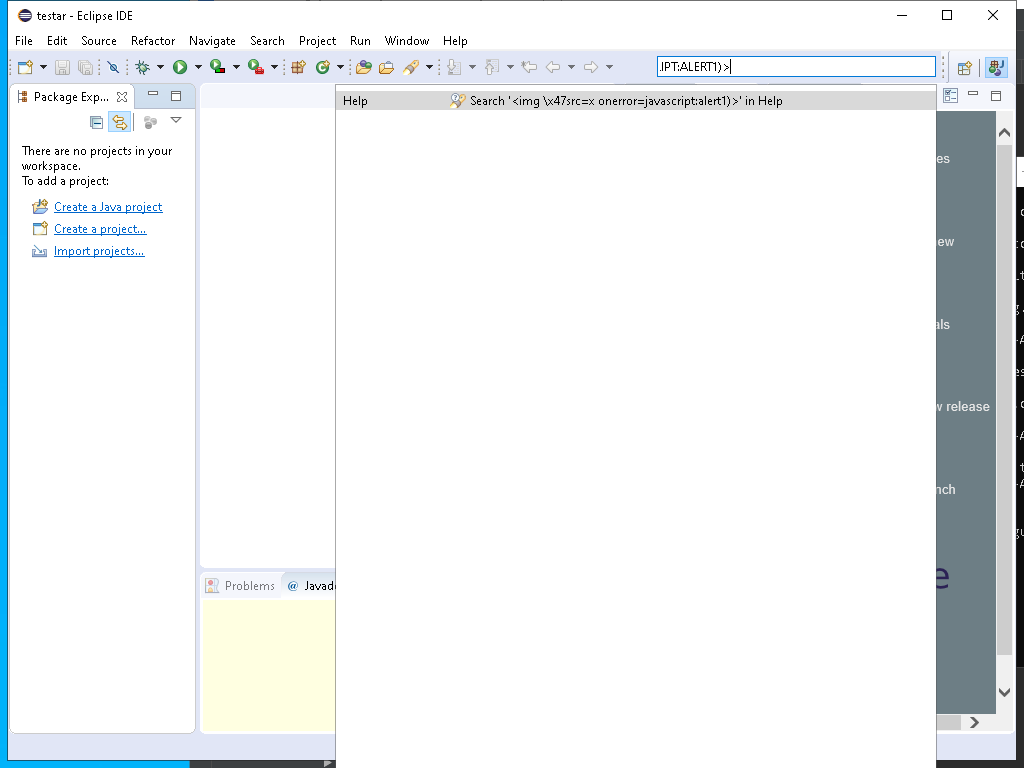 testar - Eclipse IDE
File Edit Source Refactor Navigate Search Project Run Window Help
.IPT:ALERT1)>
Package Exp...
Help Search '<img \x47src=x onerror=javascript:alert1)>' in Help
There are no projects in your
workspace.
To add a project:
Create a Java project
Create a project...
Import projects...
es
ew
als
w release
nch
e
Problems @ Javad